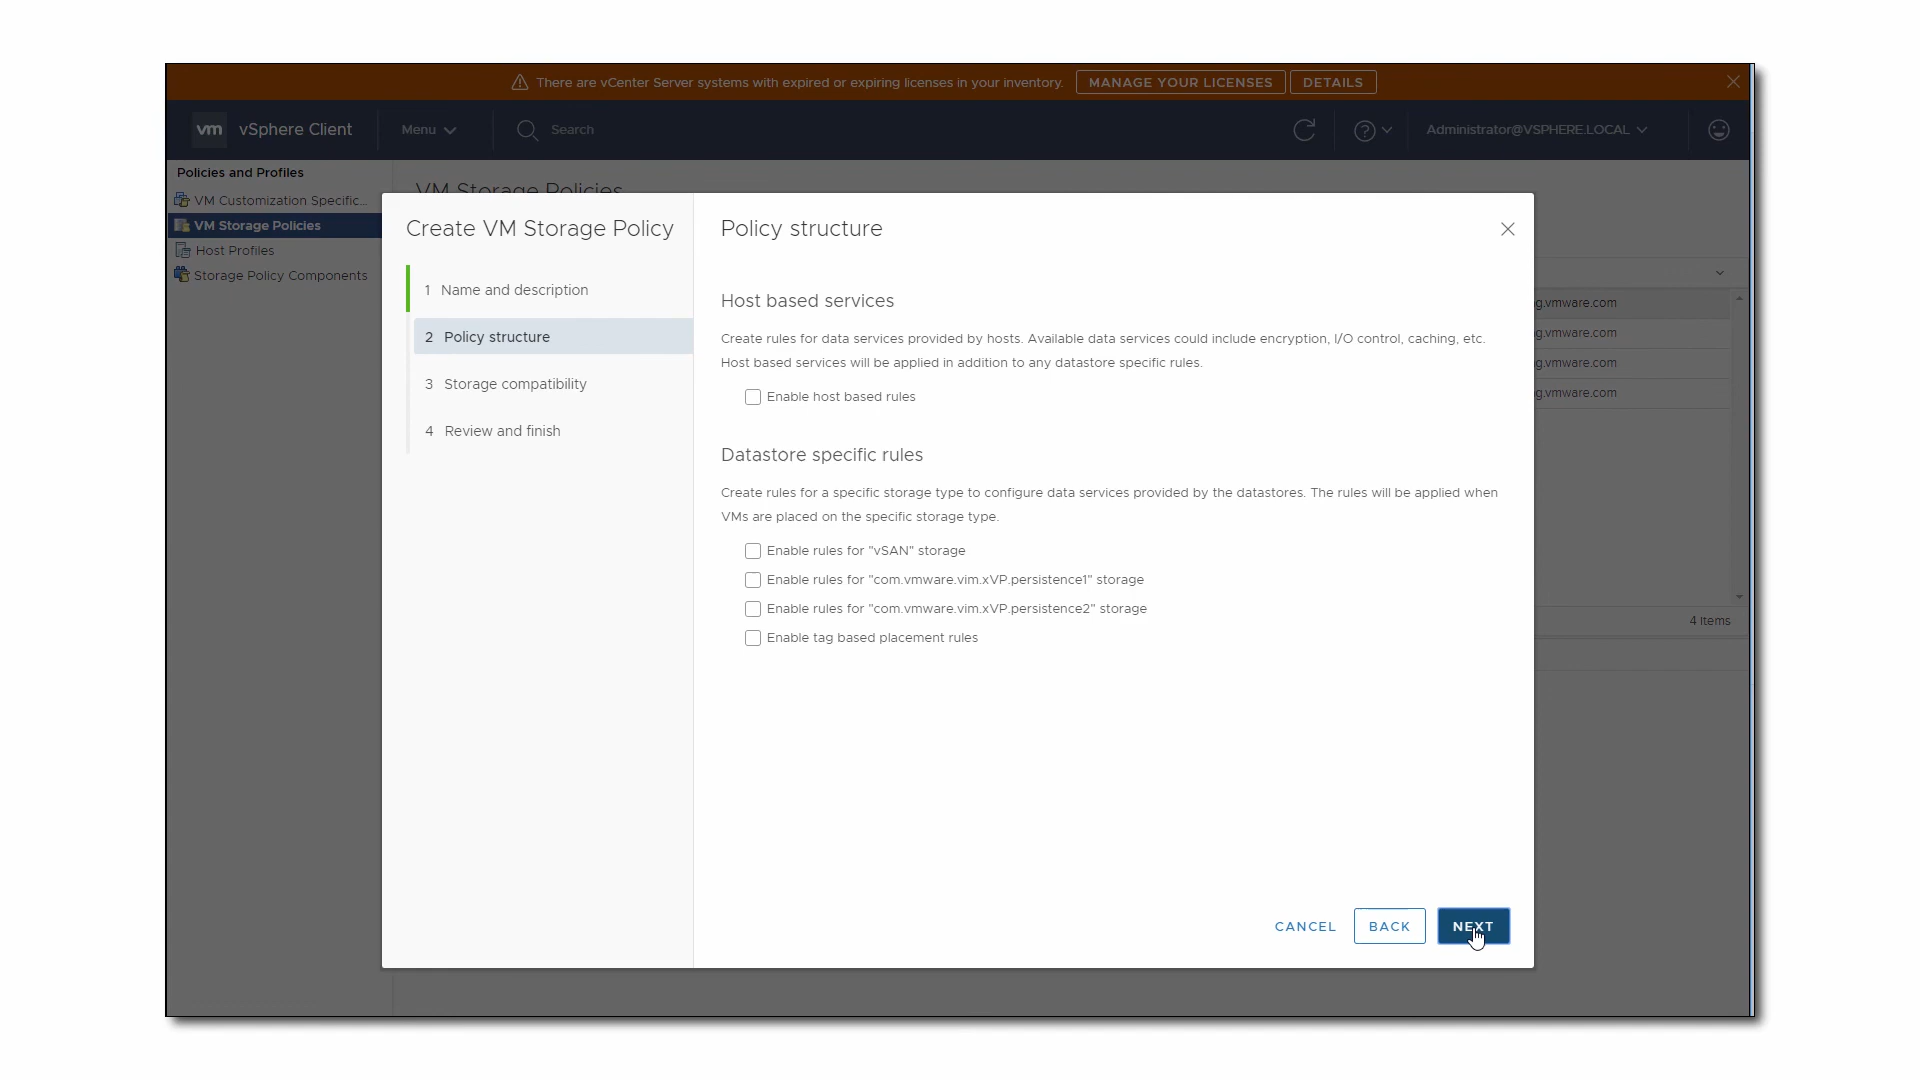 There are vCenter Server systems with expired or expiring licenses in your inventory. MANAGE YOUR LICENSES DETAILS
vm vSphere Client Menu Search Administrator@VSPHERE.LOCAL
Policies and Profiles
VM Customization Specific...
VM Storage Policies
Host Profiles
Storage Policy Components
VM Storage Policies
Create VM Storage Policy
1 Name and description
2 Policy structure
3 Storage compatibility
4 Review and finish
Policy structure
Host based services
Create rules for data services provided by hosts. Available data services could include encryption, I/O control, caching, etc.
Host based services will be applied in addition to any datastore specific rules.
Enable host based rules
Datastore specific rules
Create rules for a specific storage type to configure data services provided by the datastores. The rules will be applied when
VMs are placed on the specific storage type.
Enable rules for "vSAN" storage
Enable rules for "com.vmware.vim.xVP.persistence1" storage
Enable rules for "com.vmware.vim.xVP.persistence2" storage
Enable tag based placement rules
CANCEL BACK NEXT
g.vmware.com
g.vmware.com
g.vmware.com
g.vmware.com
4 items